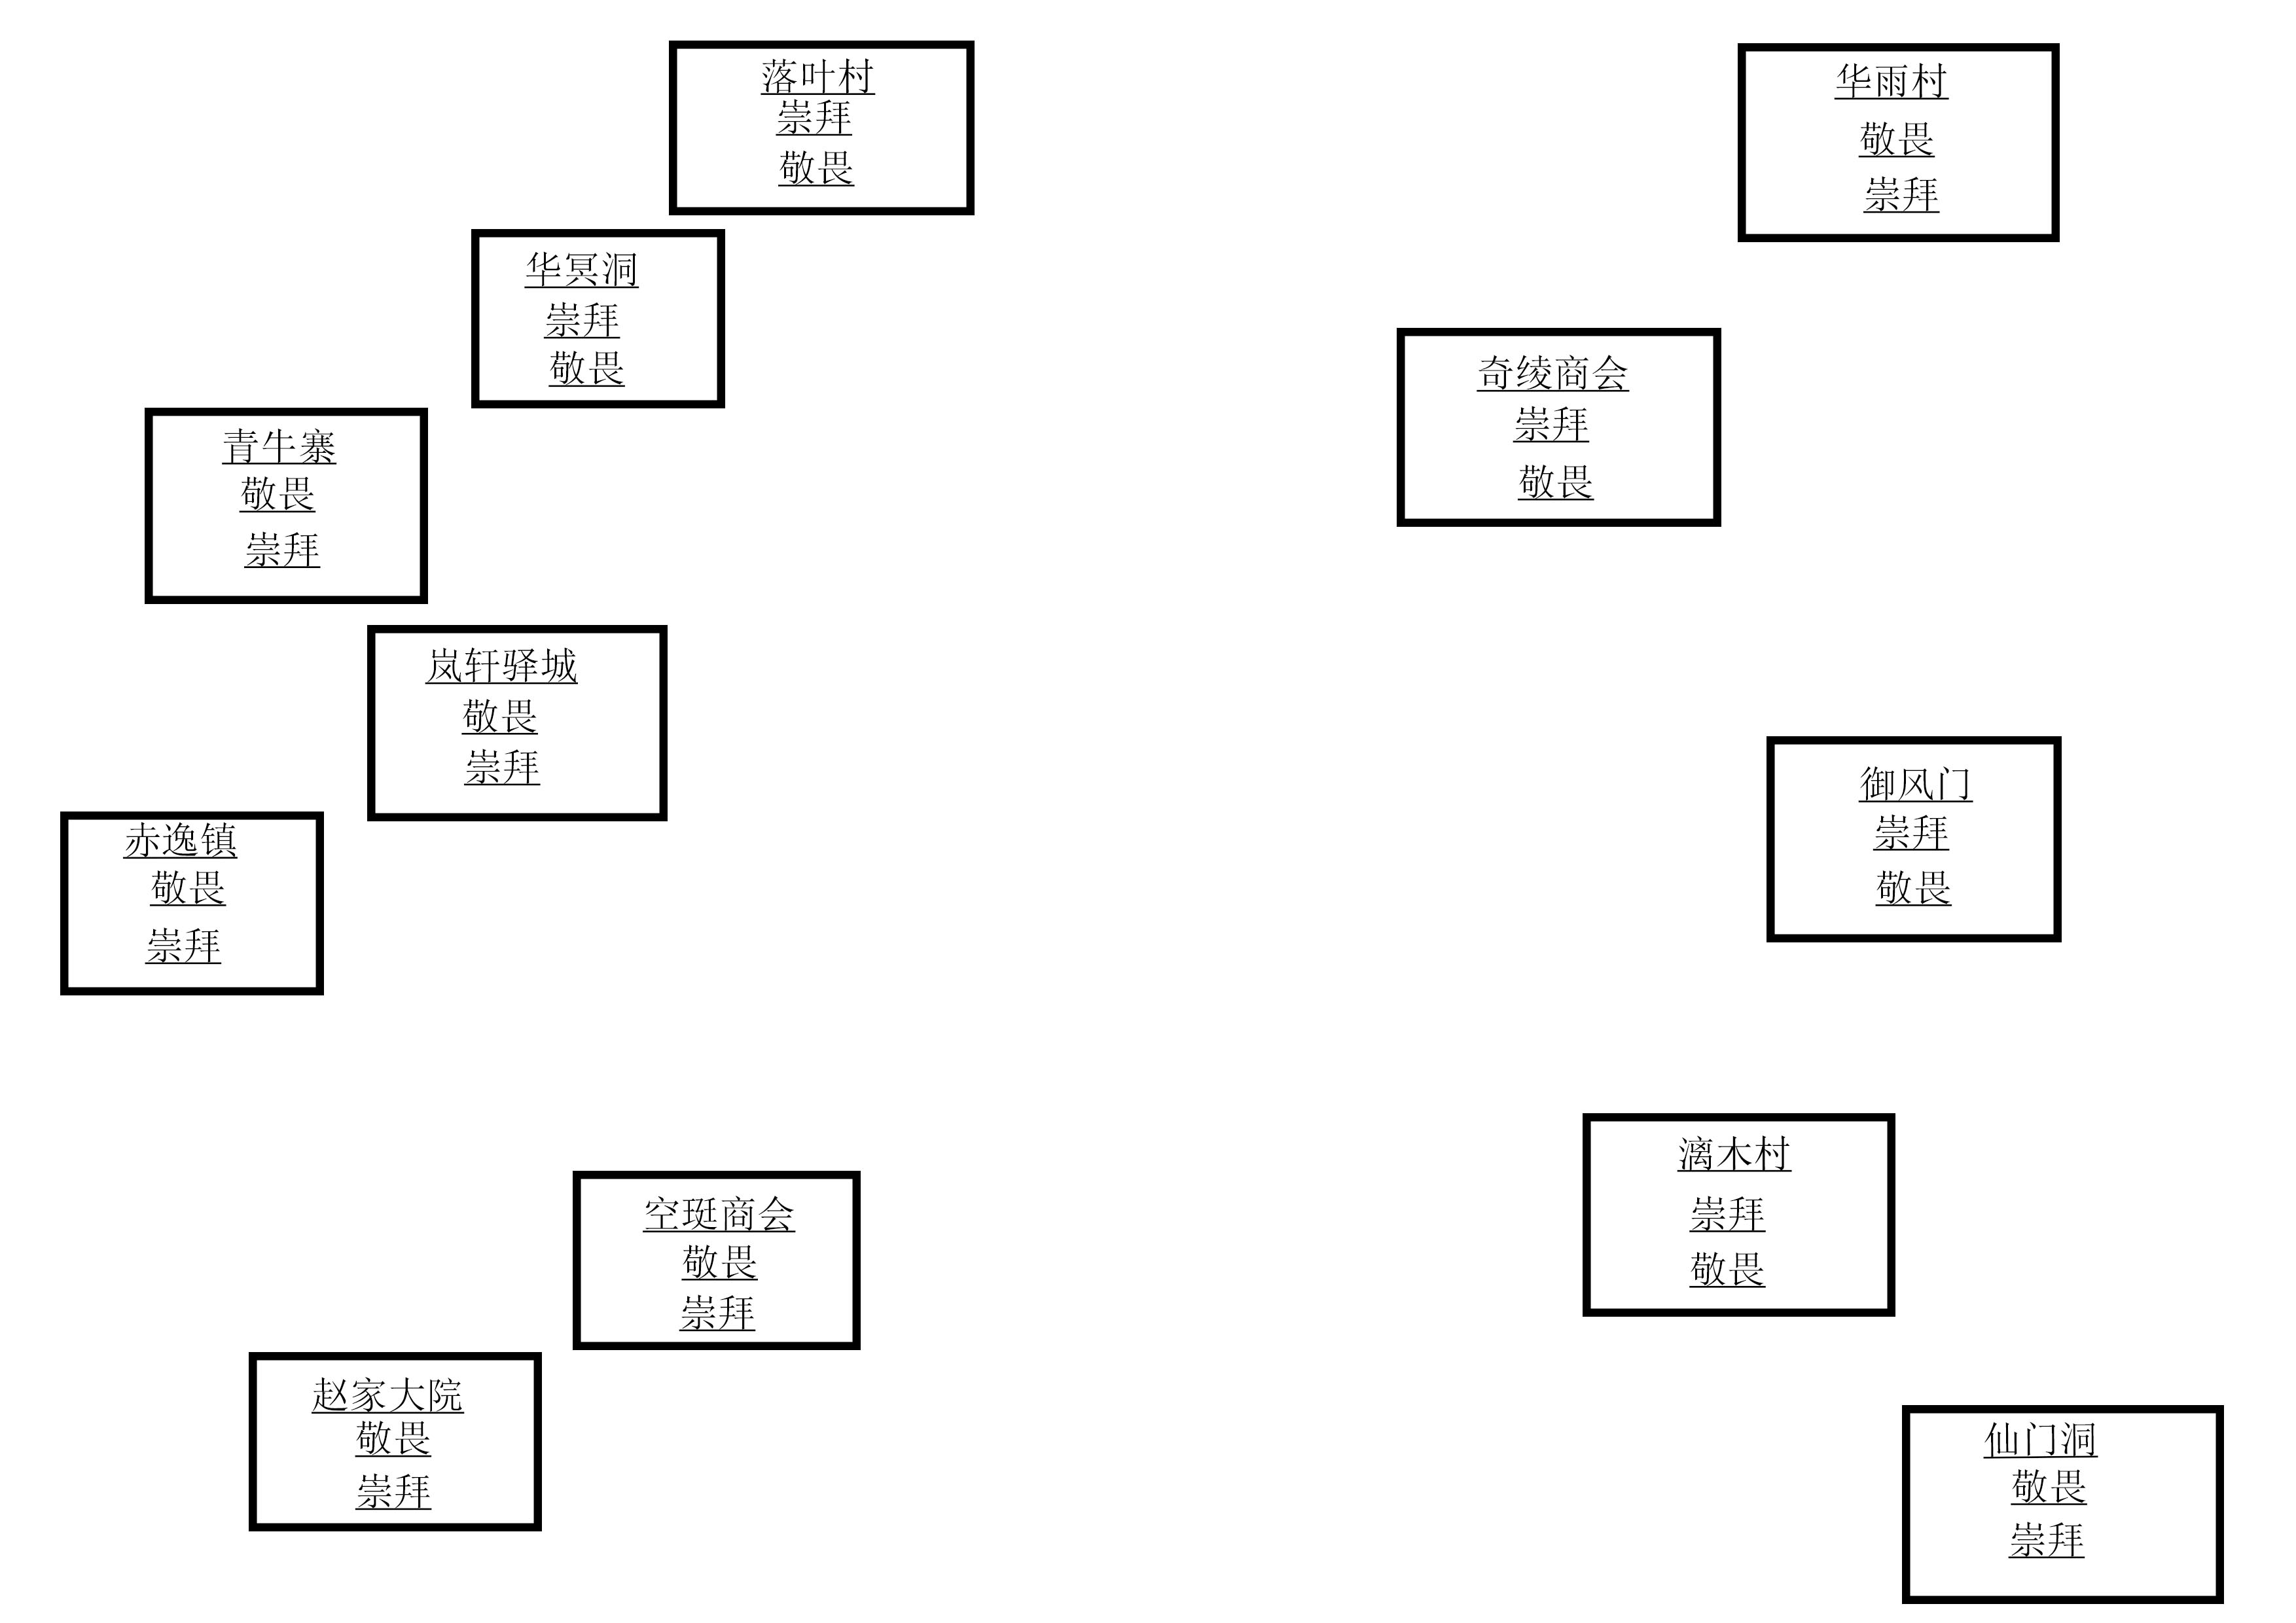 落叶村
崇拜
敬畏
华雨村
敬畏
崇拜
华冥洞
崇拜
敬畏
奇绫商会
崇拜
敬畏
青牛寨
敬畏
崇拜
岚轩驿城
敬畏
崇拜
御风门
崇拜
敬畏
赤逸镇
敬畏
崇拜
漓木村
崇拜
敬畏
空珽商会
敬畏
崇拜
赵家大院
敬畏
崇拜
仙门洞
敬畏
崇拜